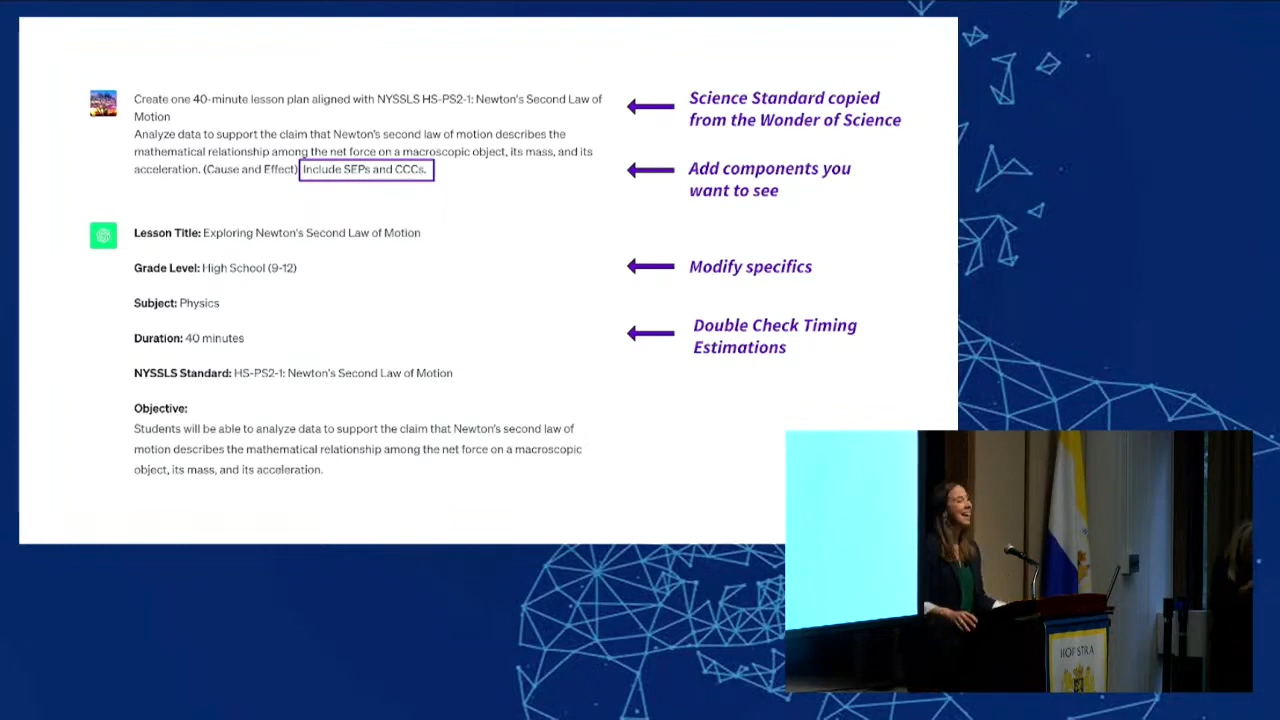 Create one 40-minute lesson plan aligned with NYSSLS HS-PS2-1: Newton's Second Law of
Motion
Analyze data to support the claim that Newton's second law of motion describes the
mathematical relationship among the net force on a macroscopic object, its mass, and its
acceleration. (Cause and Effect) Include SEPs and CCCs.
Science Standard copied
from the Wonder of Science
Add components you
want to see
Lesson Title: Exploring Newton's Second Law of Motion
Grade Level: High School (9-12)
Modify specifics
Subject: Physics
Duration: 40 minutes
Double Check Timing
Estimations
NYSSLS Standard: HS-PS2-1: Newton's Second Law of Motion
Objective:
Students will be able to analyze data to support the claim that Newton's second law of
motion describes the mathematical relationship among the net force on a macroscopic
object, its mass, and its acceleration.
HOFSTRA